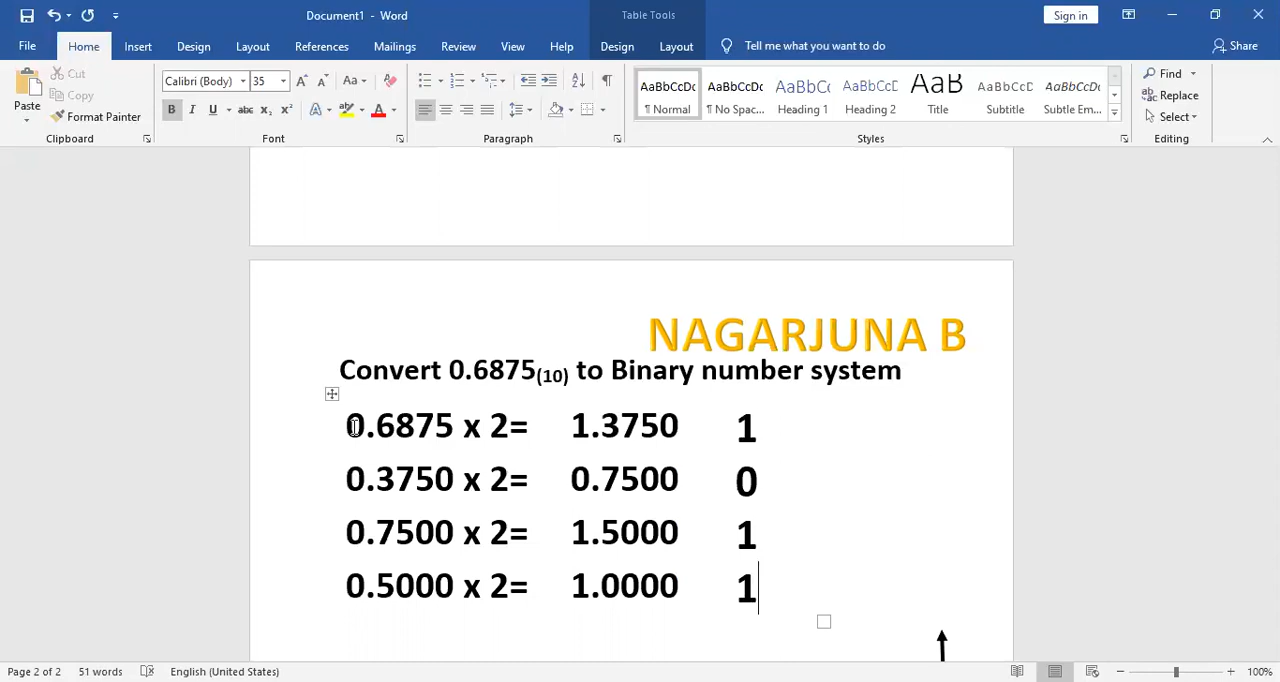 Document1 - Word
Table Tools
Sign in
File Home Insert Design Layout References Mailings Review View Help Design Layout Tell me what you want to do Share
Paste
Cut
Copy
Format Painter
Clipboard
Calibri (Body) 35
A A Aa
B I U abc x₂ x² A A
Font
Paragraph
AaBbCcDc AaBbCcDc AaBbCc AaBbCcD AaB AaBbCcD AaBbCcDc
¶ Normal ¶ No Spac... Heading 1 Heading 2 Title Subtitle Subtle Em...
Styles
Find
Replace
Select
Editing
NAGARJUNA B
Convert 0.6875(10) to Binary number system
0.6875 x 2= 1.3750 1
0.3750 x 2= 0.7500 0
0.7500 x 2= 1.5000 1
0.5000 x 2= 1.0000 1
Page 2 of 2 51 words English (United States) 100%